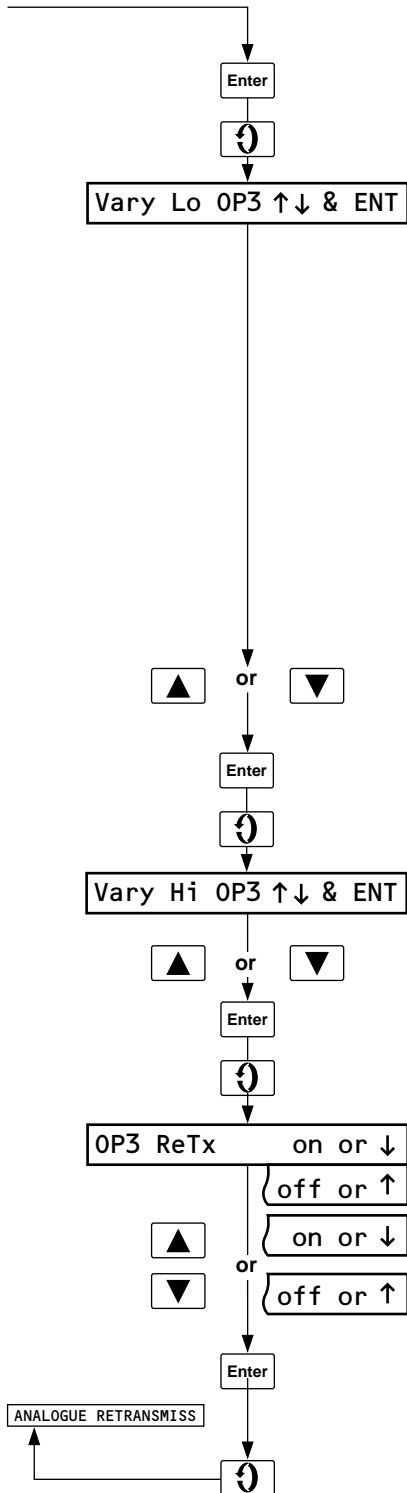 Enter
Vary Lo OP3 ↑↓ & ENT
or
Enter
Vary Hi OP3 ↑↓ & ENT
or
Enter
OP3 ReTx on or ↓
off or ↑
on or ↓
or
off or ↑
Enter
ANALOGUE RETRANSMISS